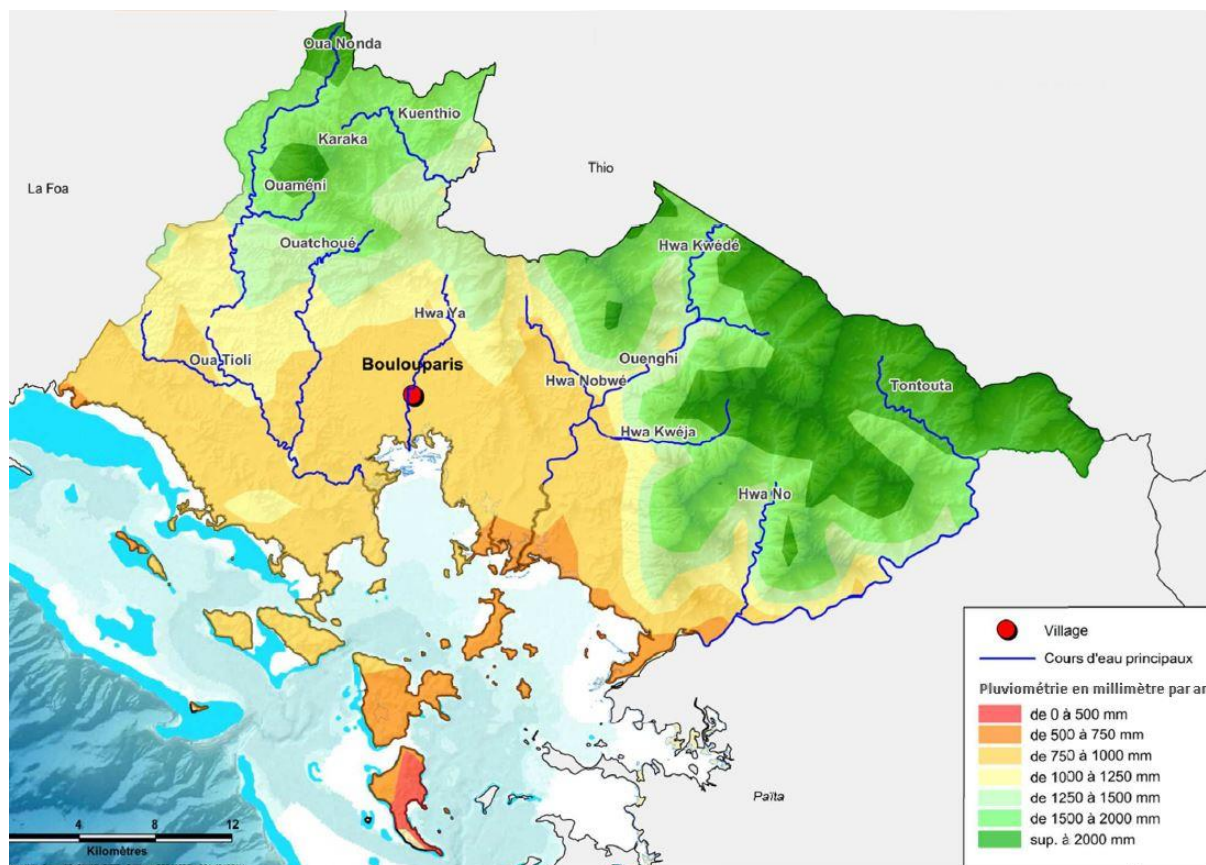 Oua Nonda
Kuenthio
Karaka
Thio
La Foa
Ouaméni
Ouatchoué
Hwa Kwédé
Hwa Ya
Oua Tioli
Boulouparis
Ouenghi
Hwa Nobwé
Tontouta
Hwa Kwéja
Hwa No
Païta
Village
Cours d'eau principaux
Pluviométrie en millimètre par an
de 0 à 500 mm
de 500 à 750 mm
de 750 à 1000 mm
de 1000 à 1250 mm
de 1250 à 1500 mm
de 1500 à 2000 mm
sup. à 2000 mm
4 8 12
Kilomètres